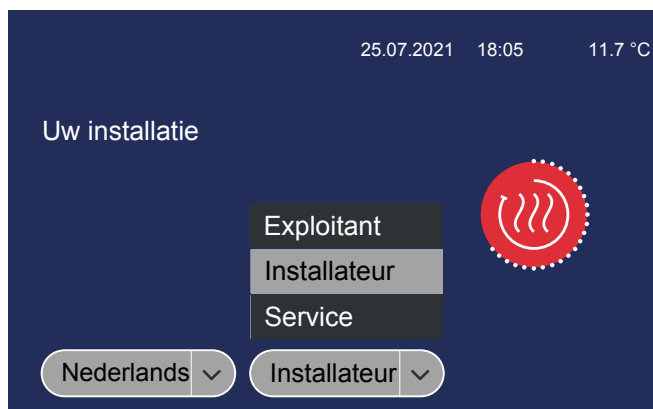 25.07.2021 18:05 11.7 °C
Uw installatie
Exploitant
Installateur
Service
Nederlands Installateur